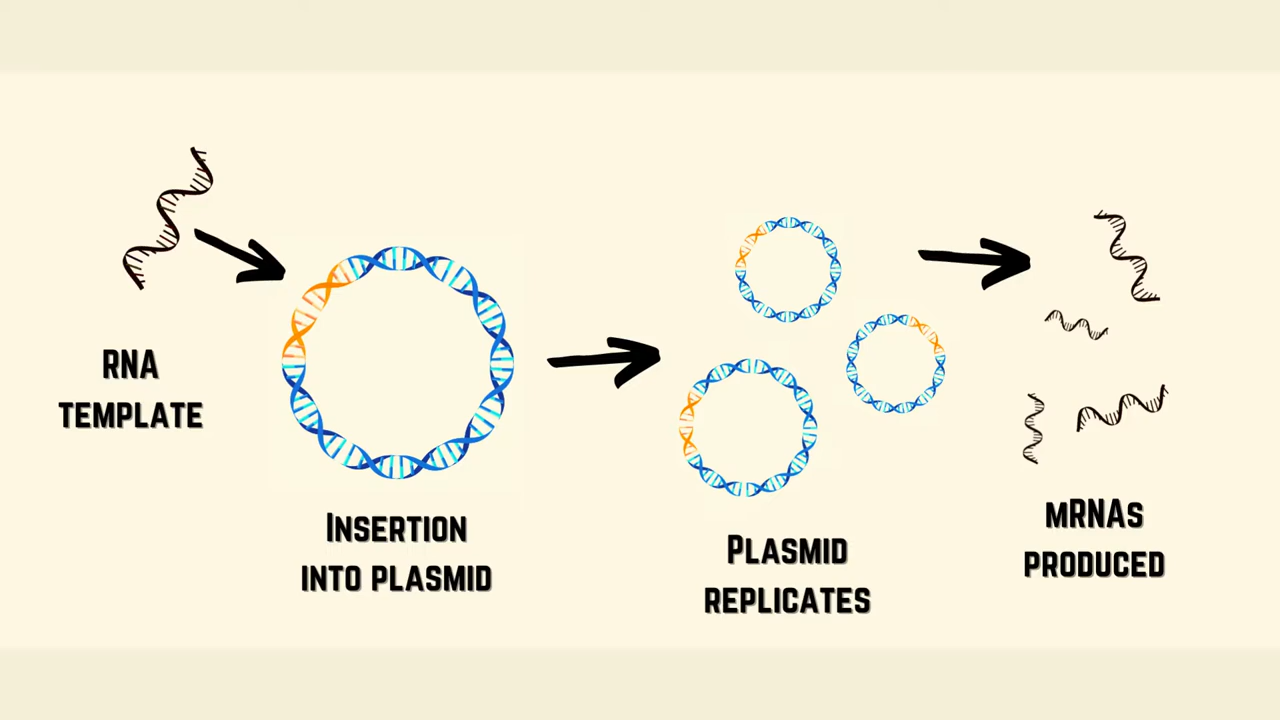 RNA
TEMPLATE
INSERTION
INTO PLASMID
PLASMID
REPLICATES
mRNAs
PRODUCED